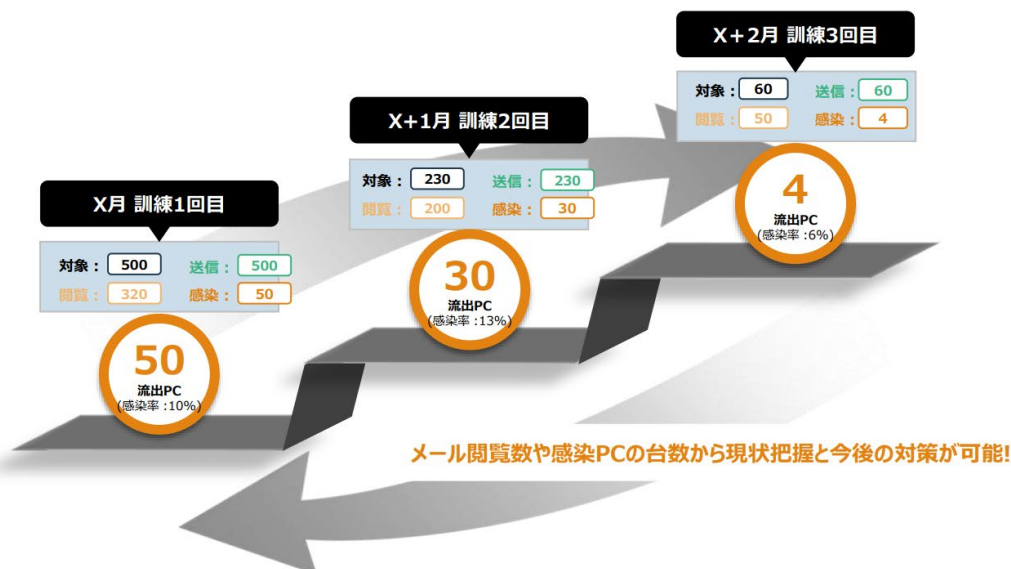 X月 訓練1回目
対象： 500 送信： 500
閲覧： 320 感染： 50
50
流出PC
(感染率 :10%)
X+1月 訓練2回目
対象： 230 送信： 230
閲覧： 200 感染： 30
30
流出PC
(感染率 :13%)
X＋2月 訓練3回目
対象： 60 送信： 60
閲覧： 50 感染： 4
4
流出PC
(感染率 :6%)
メール閲覧数や感染PCの台数から現状把握と今後の対策が可能!